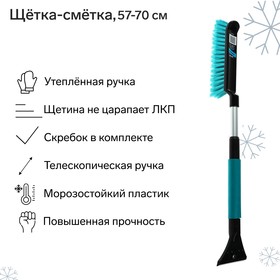 Щётка-смётка, 57-70 см
Утеплённая ручка
Щетина не царапает ЛКП
Скребок в комплекте
Телескопическая ручка
Морозостойкий пластик
Повышенная прочность